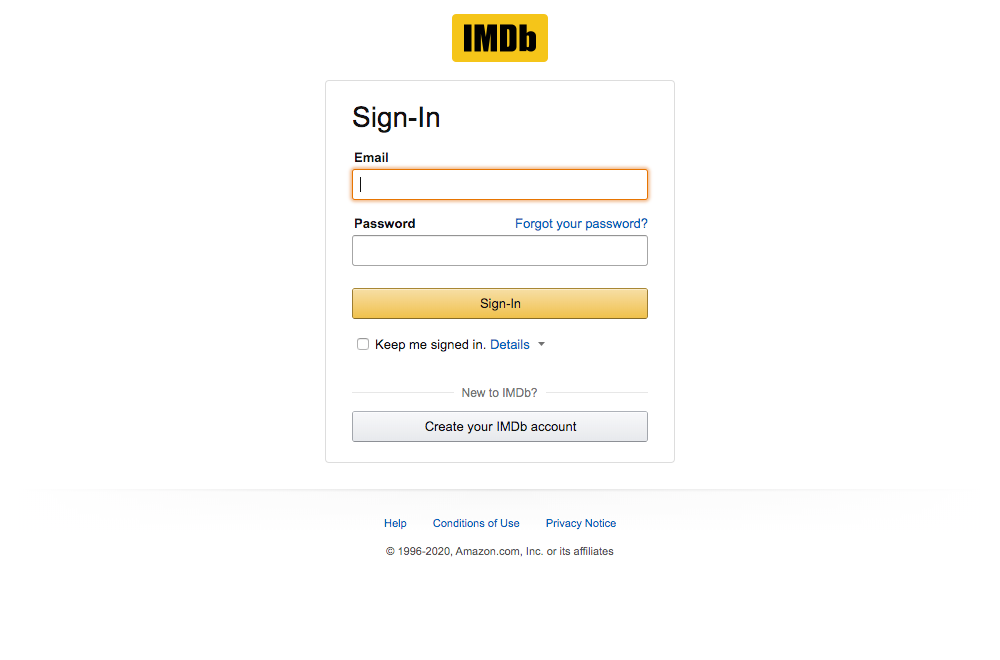 IMDb
Sign-In
Email
Password Forgot your password?
Sign-In
Keep me signed in. Details
New to IMDb?
Create your IMDb account
Help Conditions of Use Privacy Notice
© 1996-2020, Amazon.com, Inc. or its affiliates